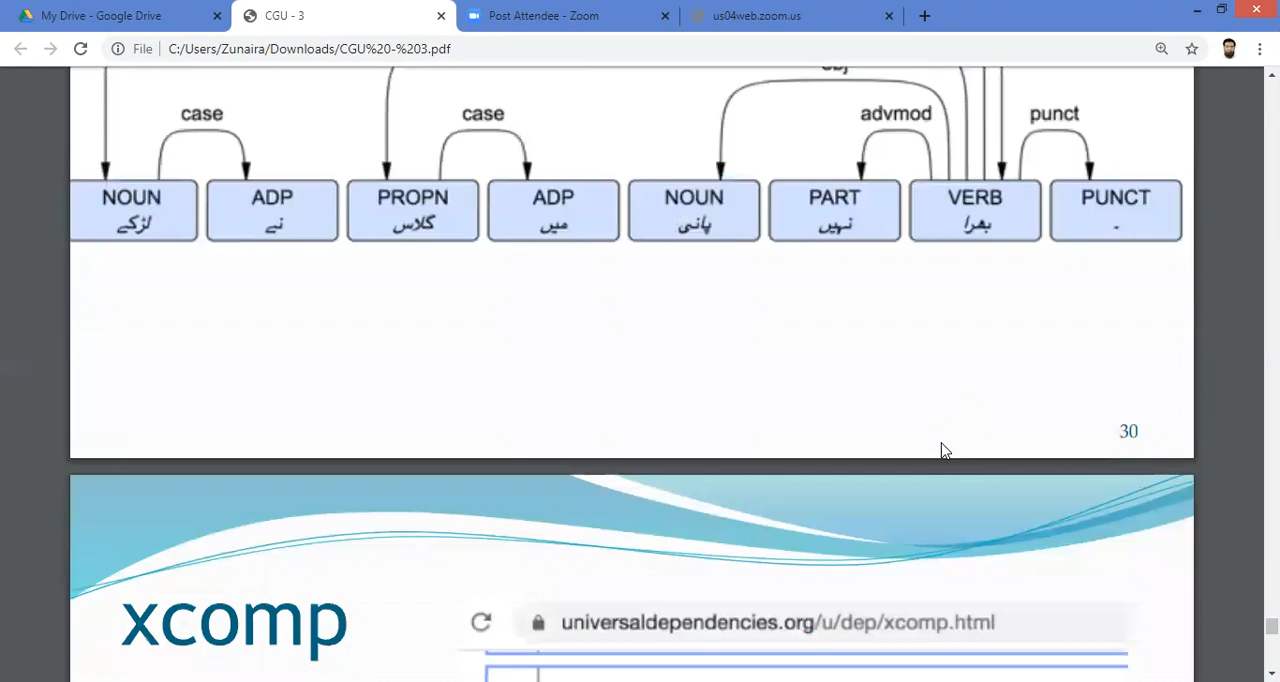 My Drive - Google Drive
CGU - 3
Post Attendee - Zoom
us04web.zoom.us
File
C:/Users/Zunaira/Downloads/CGU%20-%203.pdf
case
case
advmod
punct
NOUN
ADP
PROPN
ADP
NOUN
PART
VERB
PUNCT
لڑکے
نے
گلاس
میں
پانی
نہیں
بھرا
۔
30
xcomp
universaldependencies.org/u/dep/xcomp.html